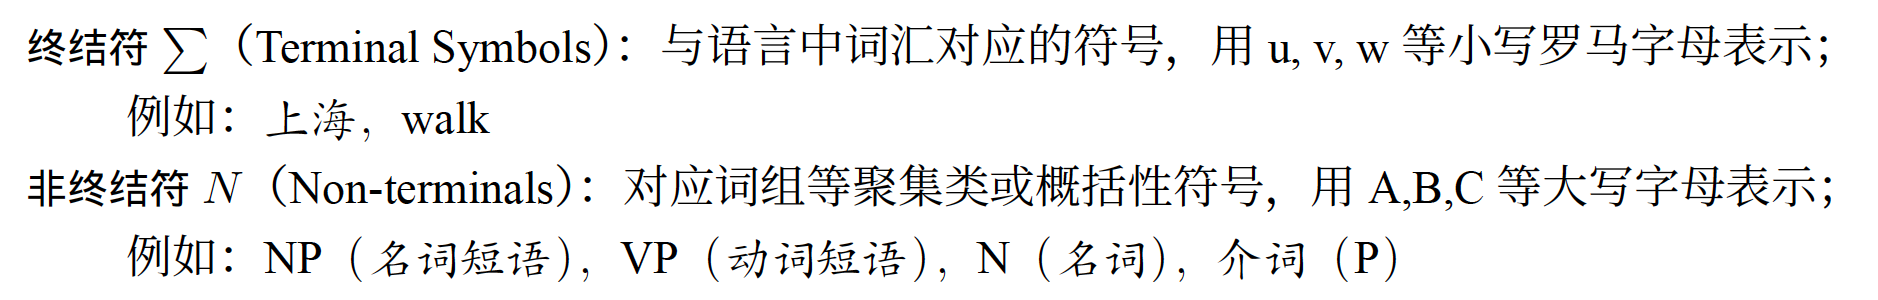 终结符 ∑（Terminal Symbols）：与语言中词汇对应的符号，用 u, v, w 等小写罗马字母表示；
例如：上海，walk
非终结符 N（Non-terminals）：对应词组等聚集类或概括性符号，用 A,B,C 等大写字母表示；
例如：NP（名词短语），VP（动词短语），N（名词），介词（P）